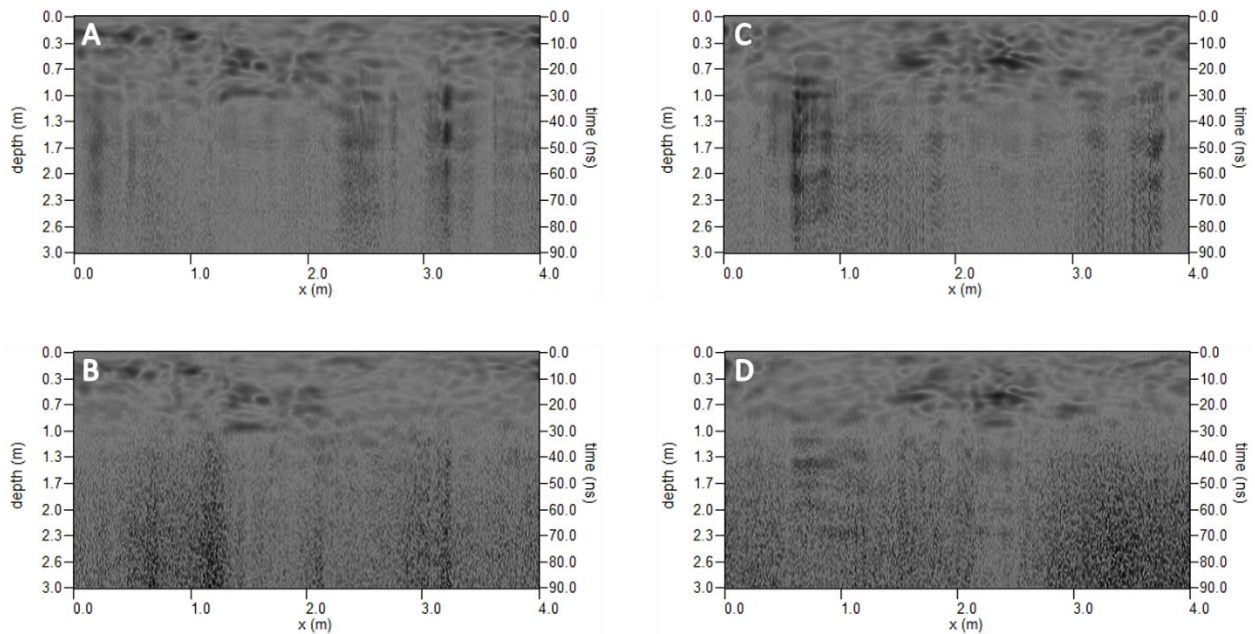 A
0.0 0.3 0.7 1.0 1.3 1.7 2.0 2.3 2.6 3.0
depth (m)
0.0 10.0 20.0 30.0 40.0 50.0 60.0 70.0 80.0 90.0
time (ns)
0.0 1.0 2.0 3.0 4.0
x (m)
C
0.0 0.3 0.7 1.0 1.3 1.7 2.0 2.3 2.6 3.0
depth (m)
0.0 10.0 20.0 30.0 40.0 50.0 60.0 70.0 80.0 90.0
time (ns)
0.0 1.0 2.0 3.0 4.0
x (m)
B
0.0 0.3 0.7 1.0 1.3 1.7 2.0 2.3 2.6 3.0
depth (m)
0.0 10.0 20.0 30.0 40.0 50.0 60.0 70.0 80.0 90.0
time (ns)
0.0 1.0 2.0 3.0 4.0
x (m)
D
0.0 0.3 0.7 1.0 1.3 1.7 2.0 2.3 2.6 3.0
depth (m)
0.0 10.0 20.0 30.0 40.0 50.0 60.0 70.0 80.0 90.0
time (ns)
0.0 1.0 2.0 3.0 4.0
x (m)